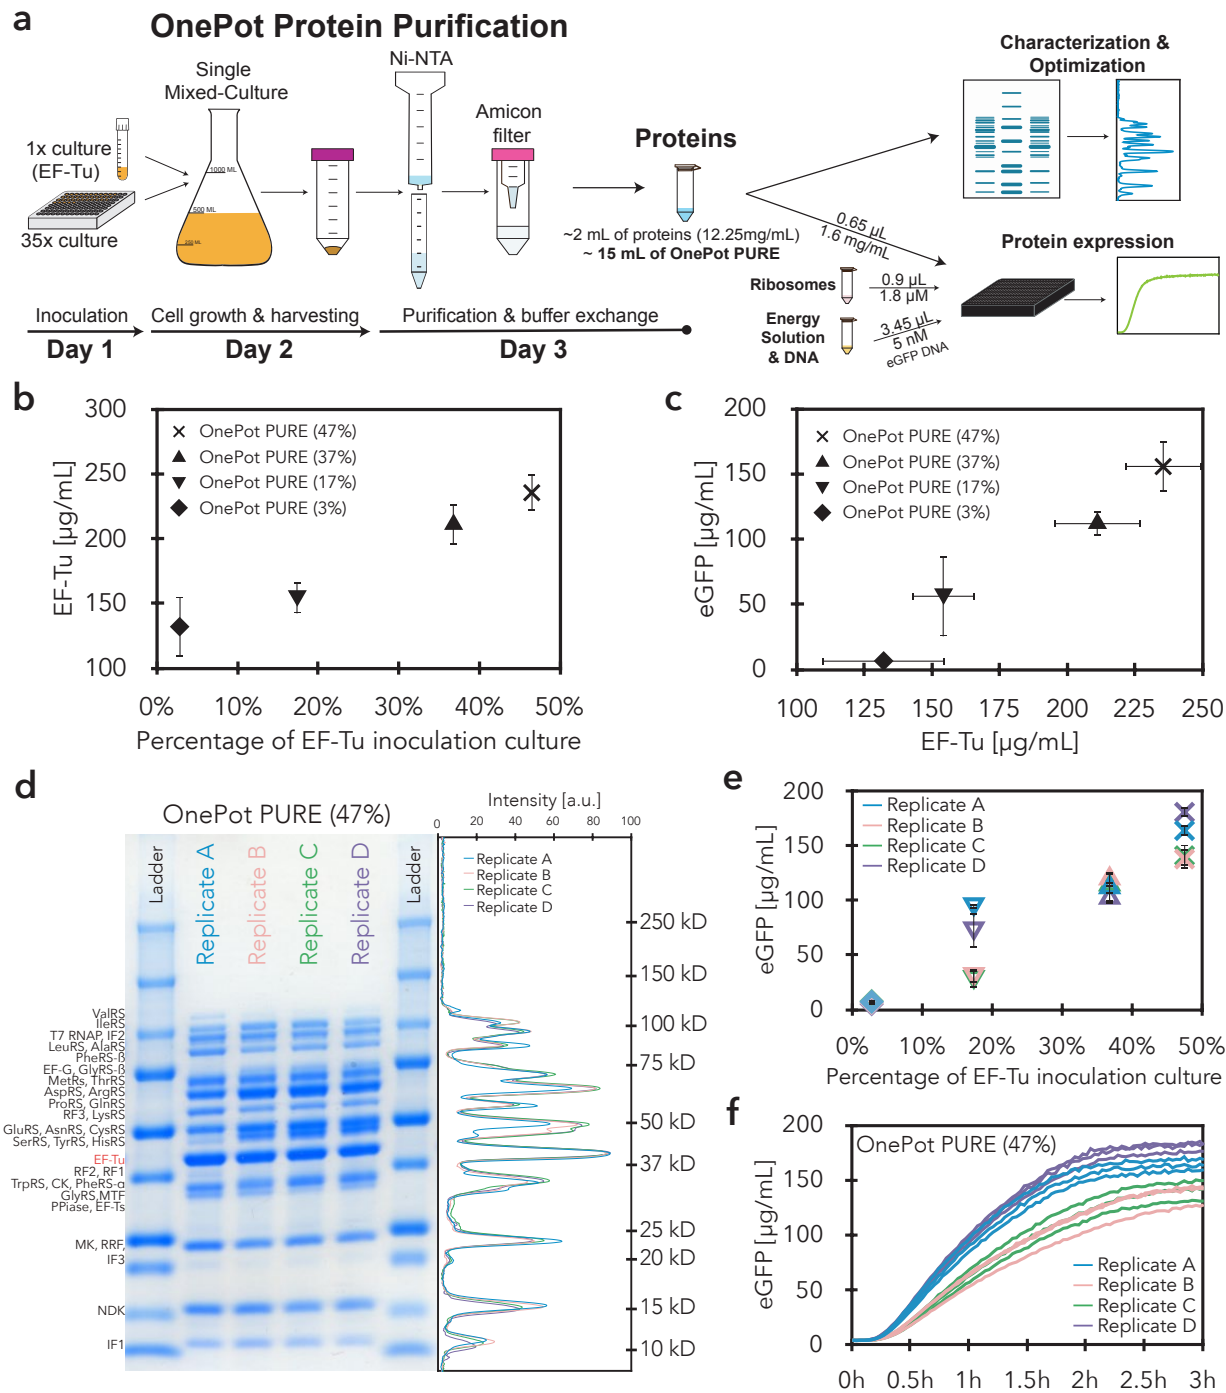 a
OnePot Protein Purification
Single
Mixed-Culture
Ni-NTA
Amicon
filter
1x culture
(EF-Tu)
35x culture
1000 ML
500 ML
250 ML
Proteins
~2 mL of proteins (12.25mg/mL)
~ 15 mL of OnePot PURE
Characterization &
Optimization
0.65 µL
1.6 mg/mL
Protein expression
Ribosomes
0.9 µL
1.8 µM
Energy
Solution
& DNA
3.45 µL
5 nM
eGFP DNA
Inoculation
Cell growth & harvesting
Purification & buffer exchange
Day 1
Day 2
Day 3
b
EF-Tu [µg/mL]
300
250
200
150
100
OnePot PURE (47%)
OnePot PURE (37%)
OnePot PURE (17%)
OnePot PURE (3%)
0% 10% 20% 30% 40% 50%
Percentage of EF-Tu inoculation culture
c
eGFP [µg/mL]
200
150
100
50
0
OnePot PURE (47%)
OnePot PURE (37%)
OnePot PURE (17%)
OnePot PURE (3%)
100 125 150 175 200 225 250
EF-Tu [µg/mL]
d
OnePot PURE (47%)
Ladder
Replicate A
Replicate B
Replicate C
Replicate D
Ladder
ValRS
IleRS
T7 RNAP, IF2
LeuRS, AlaRS
PheRS-ß
EF-G, GlyRS-ß
MetRs, ThrRS
AspRS, ArgRS
ProRS, GlnRS
RF3, LysRS
GluRS, AsnRS, CysRS
SerRS, TyrRS, HisRS
EF-Tu
RF2, RF1
TrpRS, CK, PheRS-α
GlyRS,MTF
PPiase, EF-Ts
MK, RRF,
IF3
NDK
IF1
Intensity [a.u.]
0 20 40 60 80 100
Replicate A
Replicate B
Replicate C
Replicate D
250 kD
150 kD
100 kD
75 kD
50 kD
37 kD
25 kD
20 kD
15 kD
10 kD
e
eGFP [µg/mL]
200
150
100
50
0
Replicate A
Replicate B
Replicate C
Replicate D
0% 10% 20% 30% 40% 50%
Percentage of EF-Tu inoculation culture
f
OnePot PURE (47%)
eGFP [µg/mL]
200
150
100
50
0
Replicate A
Replicate B
Replicate C
Replicate D
0h 0.5h 1h 1.5h 2h 2.5h 3h